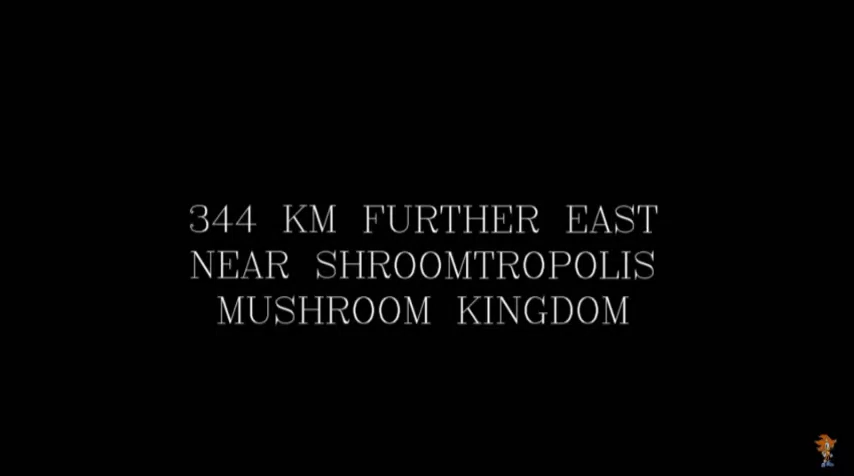 344 KM FURTHER EAST
NEAR SHROOMTROPOLIS
MUSHROOM KINGDOM